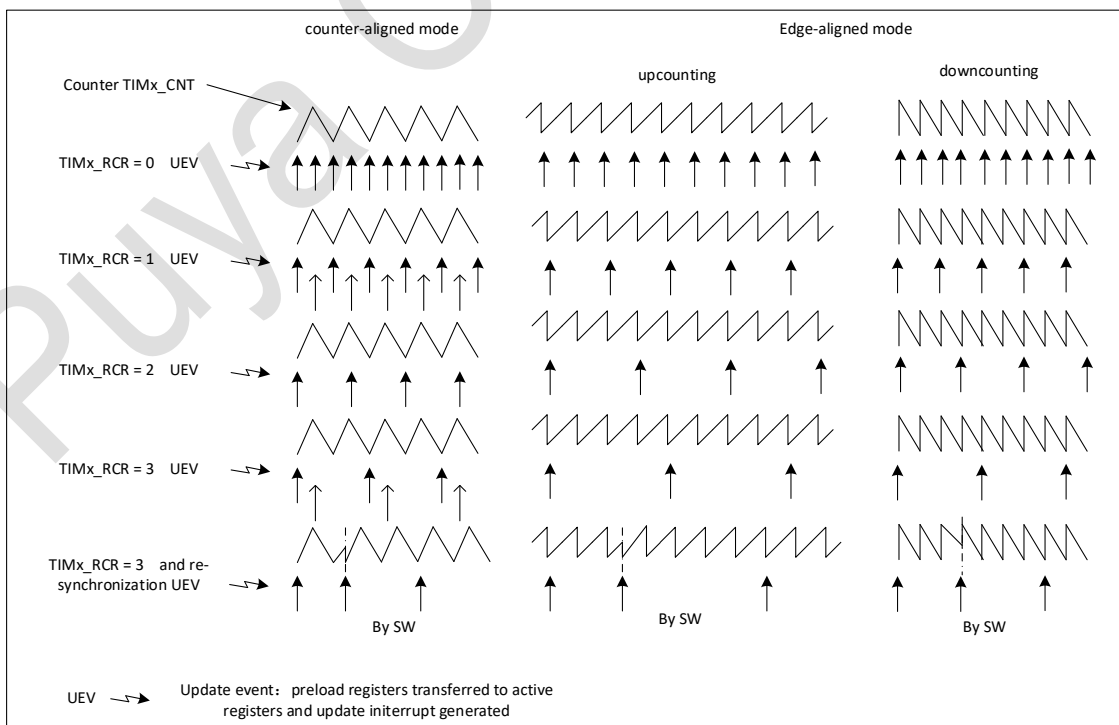 counter-aligned mode
Edge-aligned mode
upcounting
downcounting
Counter TIMx_CNT
TIMx_RCR = 0 UEV
TIMx_RCR = 1 UEV
TIMx_RCR = 2 UEV
TIMx_RCR = 3 UEV
TIMx_RCR = 3 and re-
synchronization UEV
By SW
By SW
By SW
UEV
Update event: preload registers transferred to active
registers and update initerrupt generated
Puya